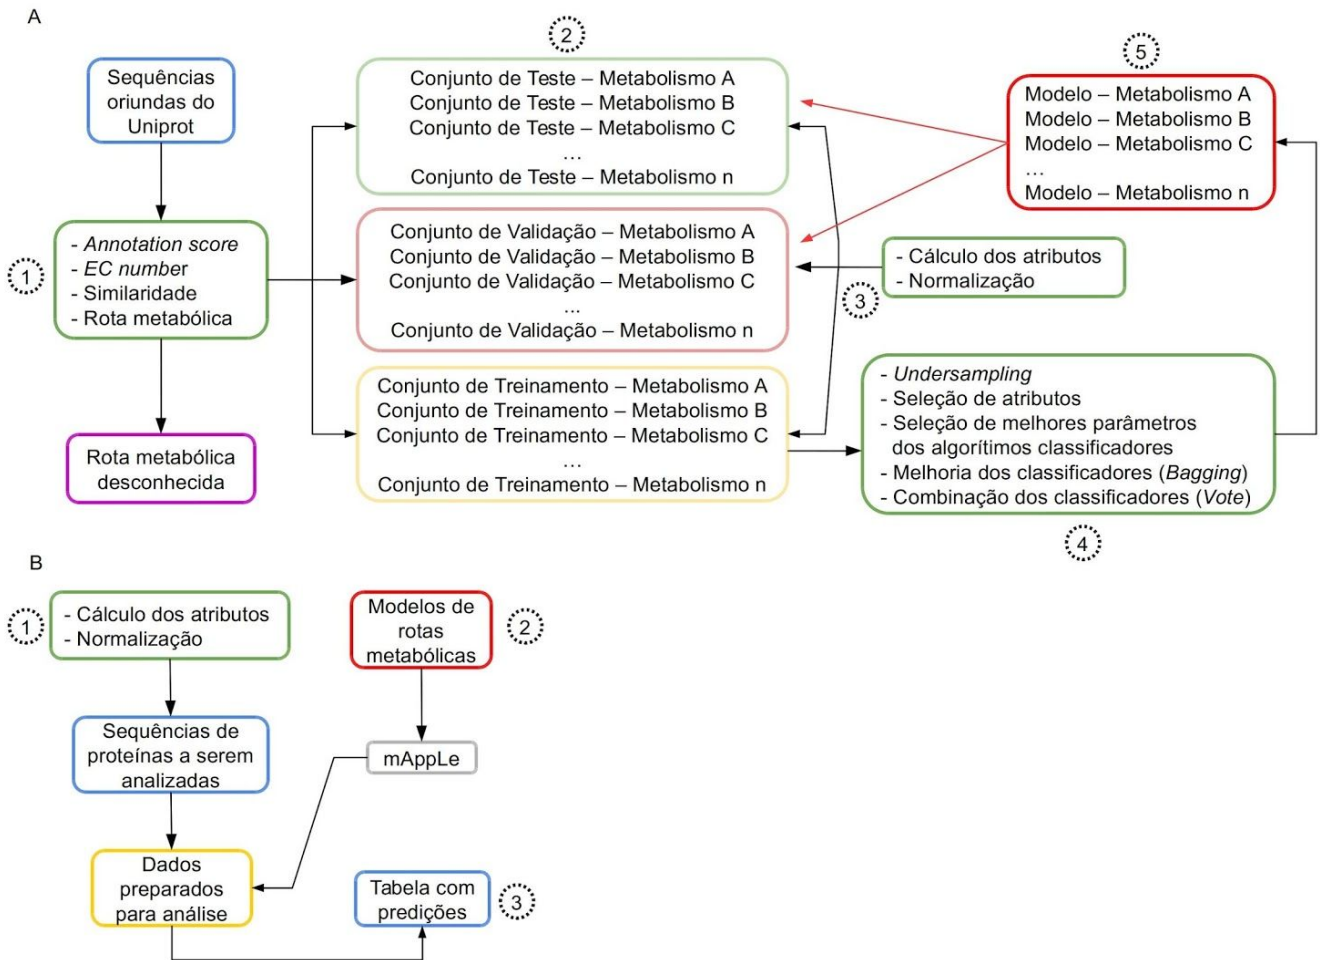 A
Sequências
oriundas do
Uniprot
1
- Annotation score
- EC number
- Similaridade
- Rota metabólica
Rota metabólica
desconhecida
2
Conjunto de Teste – Metabolismo A
Conjunto de Teste – Metabolismo B
Conjunto de Teste – Metabolismo C
...
Conjunto de Teste – Metabolismo n
Conjunto de Validação – Metabolismo A
Conjunto de Validação – Metabolismo B
Conjunto de Validação – Metabolismo C
...
Conjunto de Validação – Metabolismo n
Conjunto de Treinamento – Metabolismo A
Conjunto de Treinamento – Metabolismo B
Conjunto de Treinamento – Metabolismo C
...
Conjunto de Treinamento – Metabolismo n
5
Modelo – Metabolismo A
Modelo – Metabolismo B
Modelo – Metabolismo C
...
Modelo – Metabolismo n
- Cálculo dos atributos
- Normalização
3
- Undersampling
- Seleção de atributos
- Seleção de melhores parâmetros
dos algorítimos classificadores
- Melhoria dos classificadores (Bagging)
- Combinação dos classificadores (Vote)
4
B
1
- Cálculo dos atributos
- Normalização
Sequências de
proteínas a serem
analizadas
Dados
preparados
para análise
Modelos de
rotas
metabólicas
2
mAppLe
Tabela com
predições
3